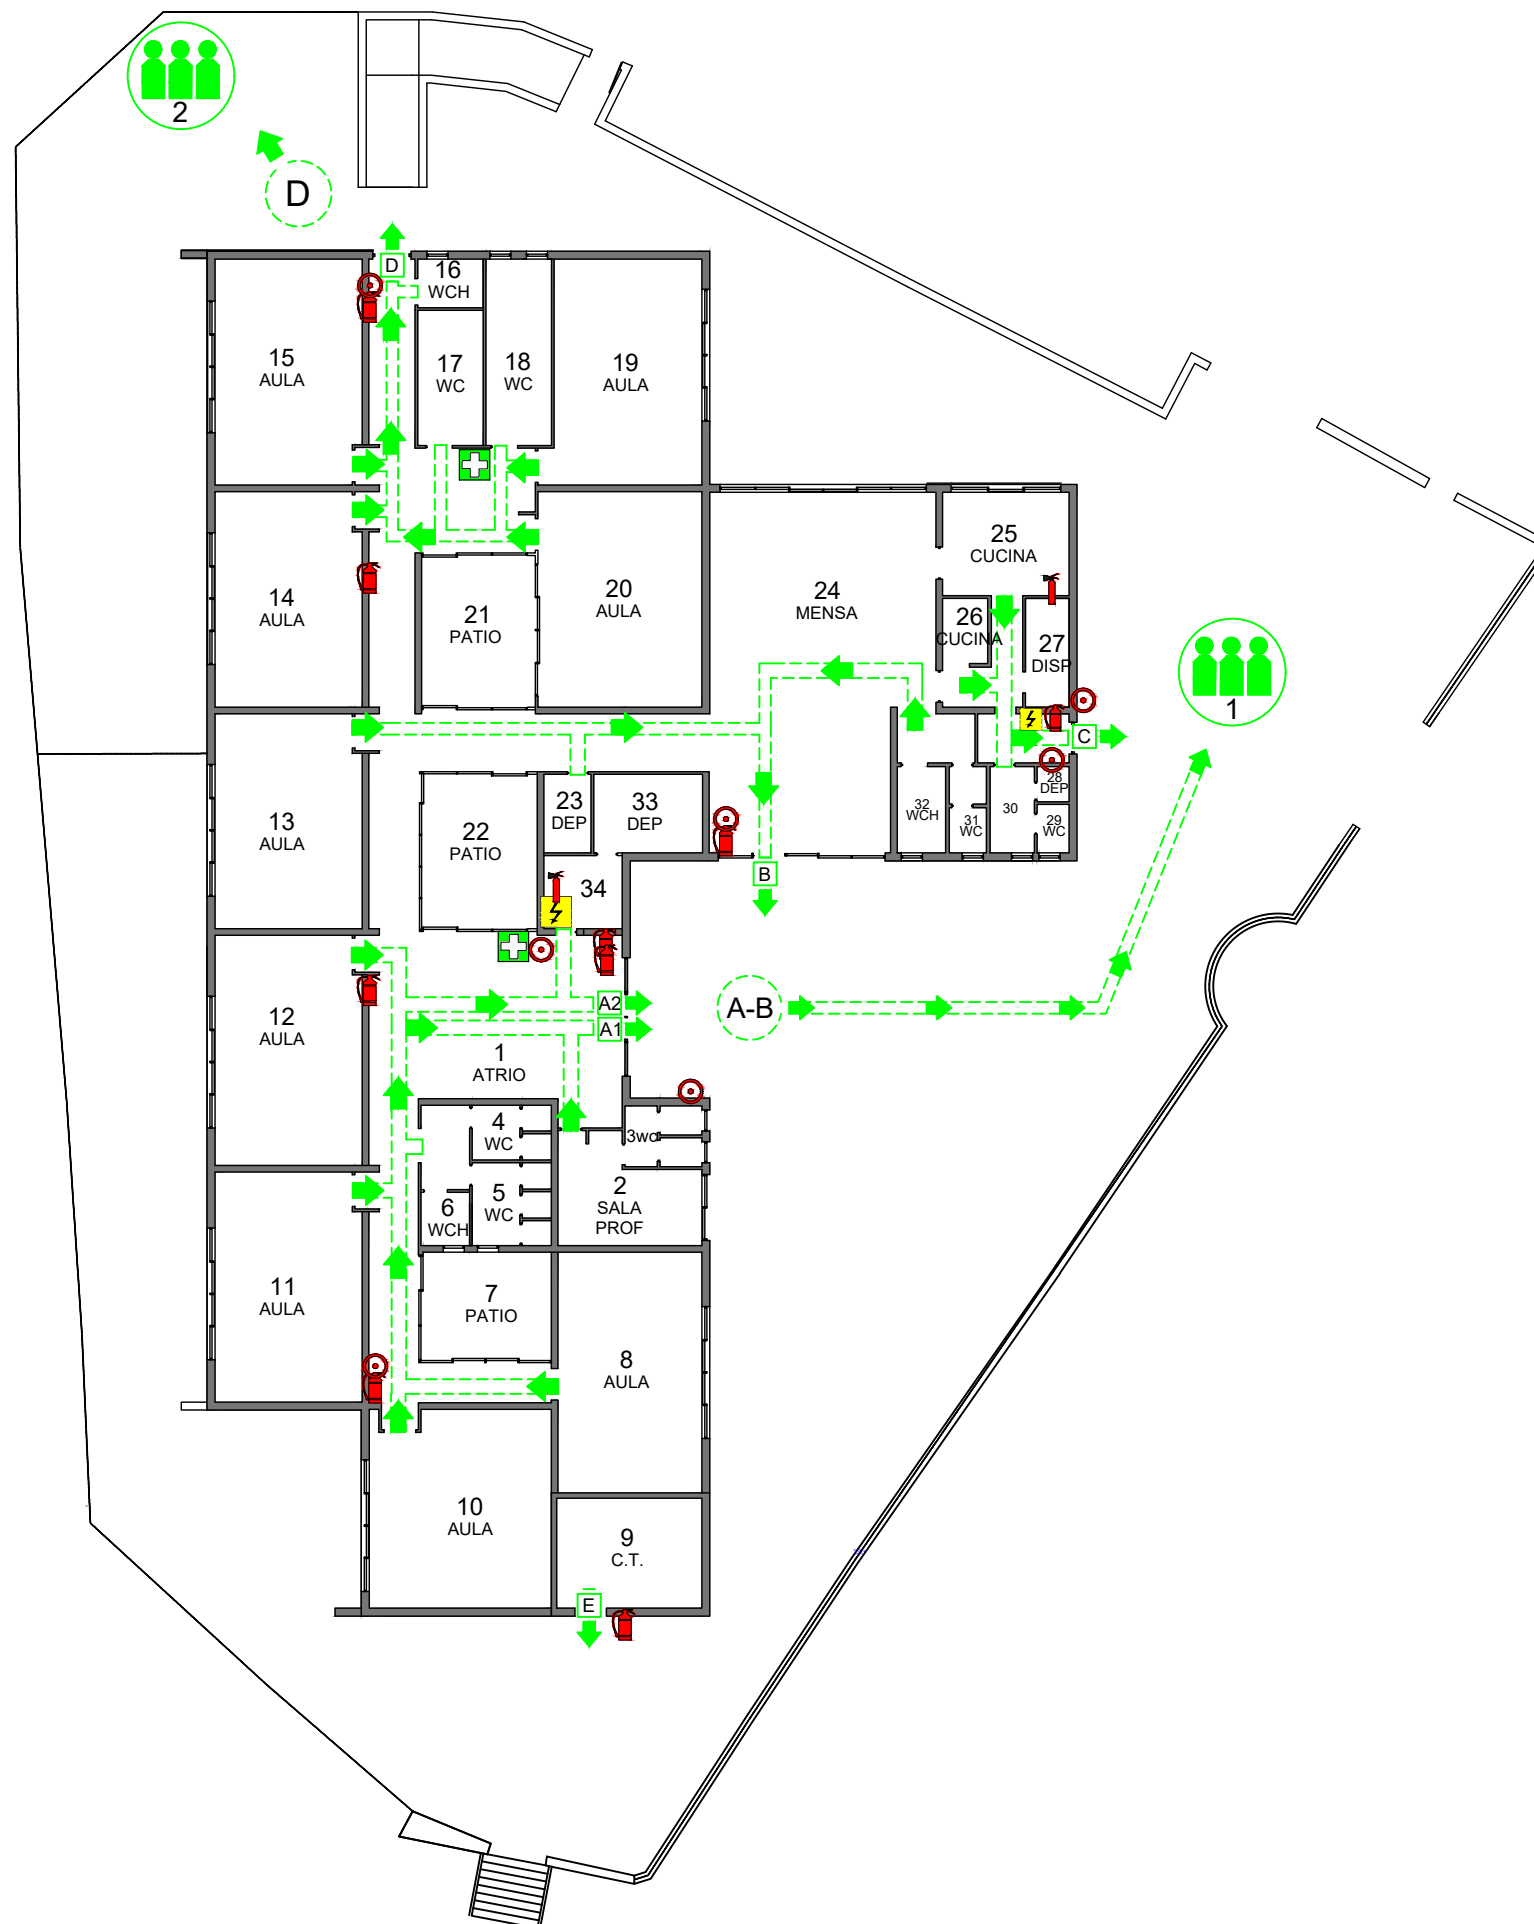 2
D
D
16
WCH
15
AULA
17
WC
18
WC
19
AULA
14
AULA
21
PATIO
20
AULA
24
MENSA
25
CUCINA
26
CUCINA
27
DISP
1
C
13
AULA
22
PATIO
23
DEP
33
DEP
34
32
WCH
31
WC
30
28
DEP
29
WC
B
12
AULA
A2
A1
A-B
1
ATRIO
4
WC
3wc
5
WC
6
WCH
2
SALA
PROF
11
AULA
7
PATIO
8
AULA
10
AULA
9
C.T.
E